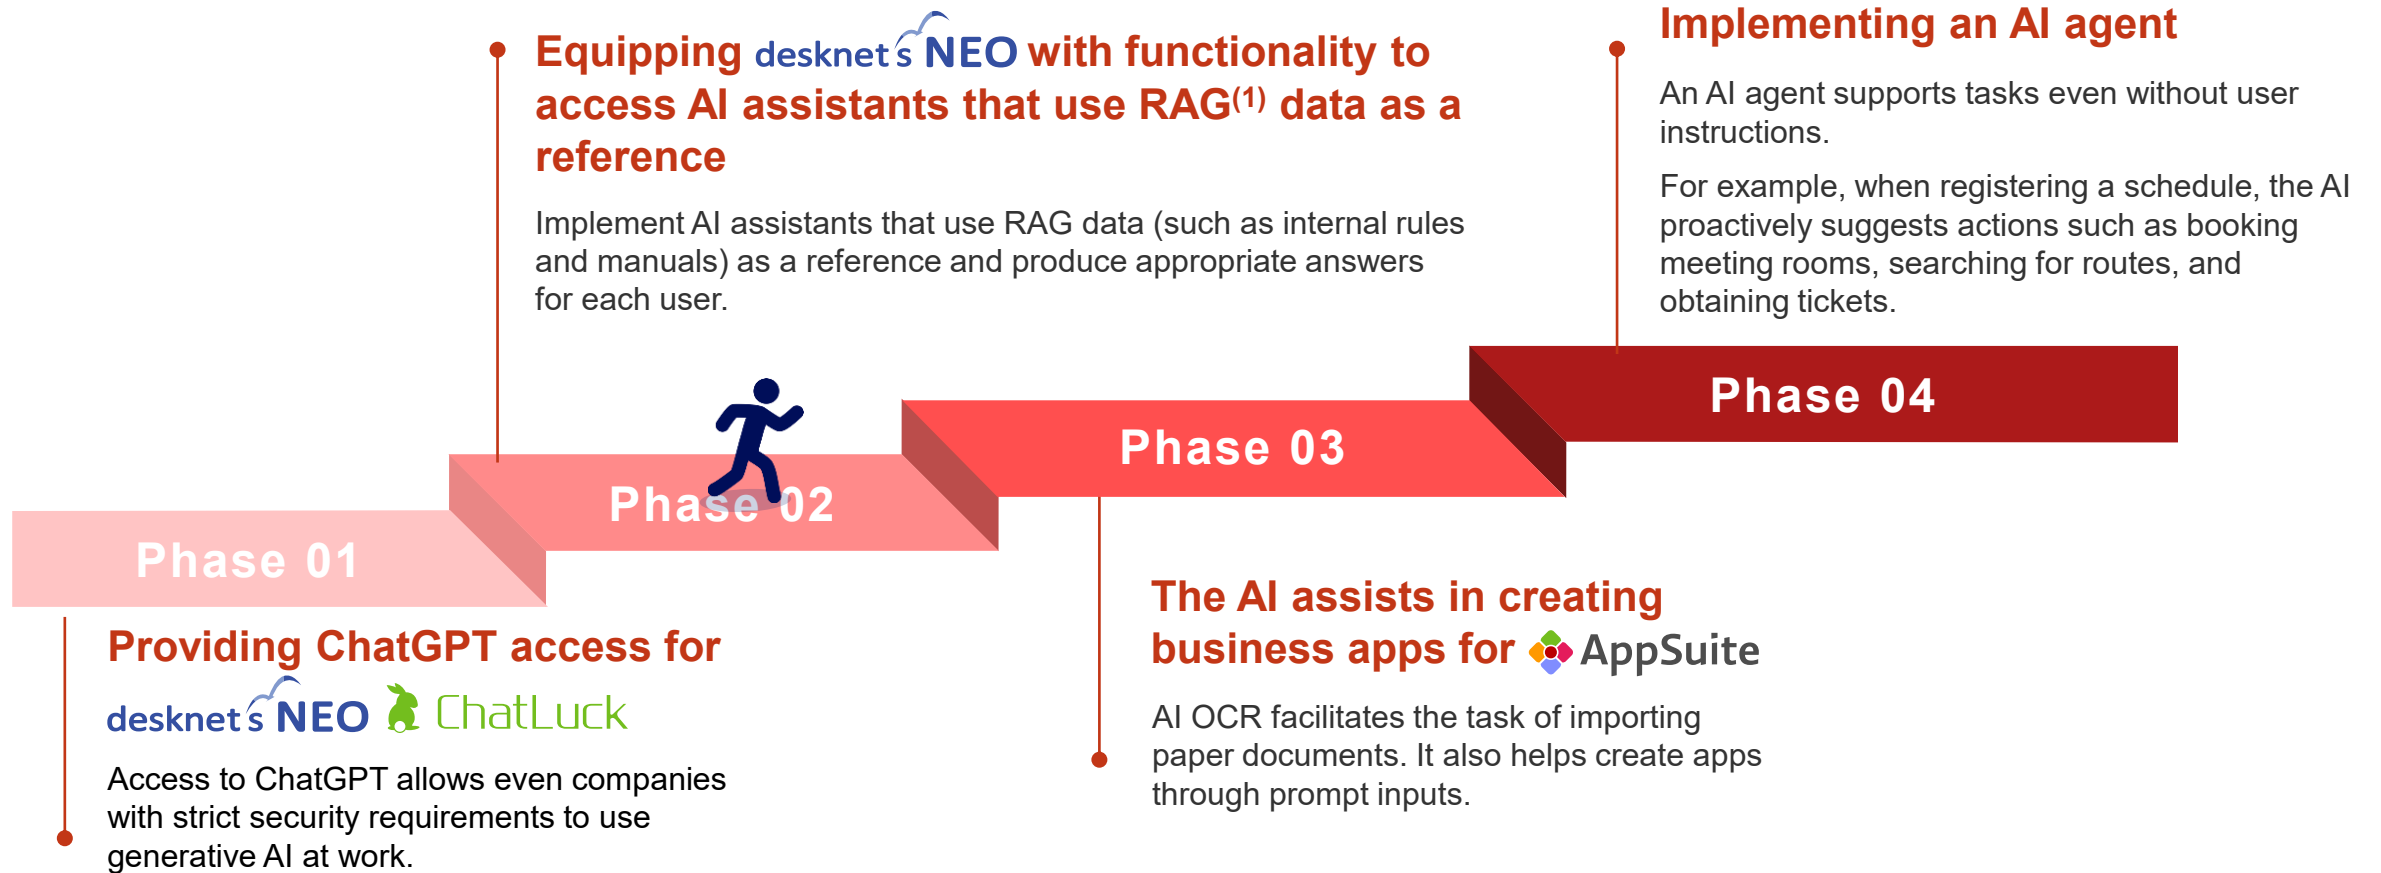 Equipping desknet's NEO with functionality to
access AI assistants that use RAG(1) data as a
reference
Implement AI assistants that use RAG data (such as internal rules
and manuals) as a reference and produce appropriate answers
for each user.
Implementing an AI agent
An AI agent supports tasks even without user
instructions.
For example, when registering a schedule, the AI
proactively suggests actions such as booking
meeting rooms, searching for routes, and
obtaining tickets.
Phase 01
Phase 02
Phase 03
Phase 04
Providing ChatGPT access for
desknet's NEO ChatLuck
Access to ChatGPT allows even companies
with strict security requirements to use
generative AI at work.
The AI assists in creating
business apps for AppSuite
AI OCR facilitates the task of importing
paper documents. It also helps create apps
through prompt inputs.